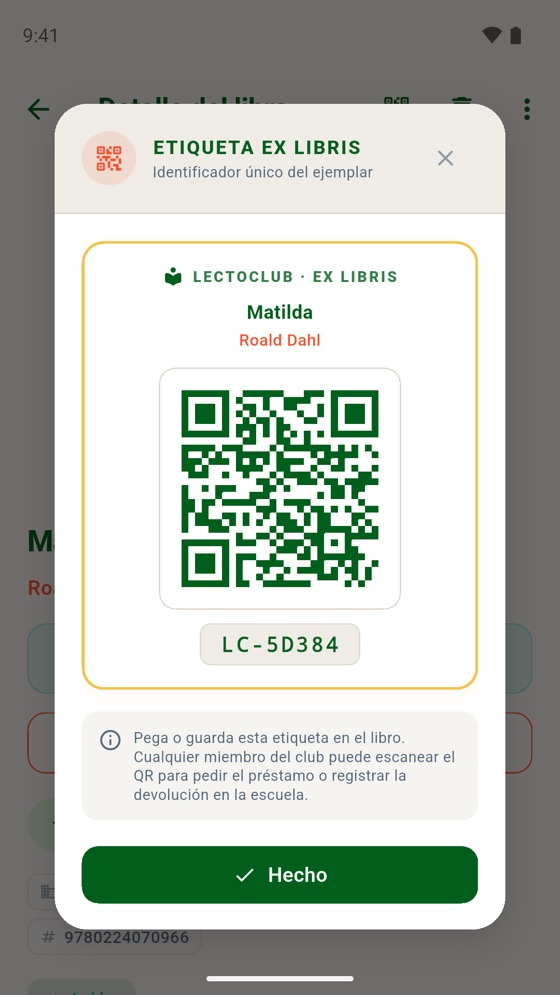 9:41
ETIQUETA EX LIBRIS
Identificador único del ejemplar
LECTOCLUB · EX LIBRIS
Matilda
Roald Dahl
LC-5D384
Pega o guarda esta etiqueta en el libro.
Cualquier miembro del club puede escanear el
QR para pedir el préstamo o registrar la
devolución en la escuela.
Hecho
# 9780224070966